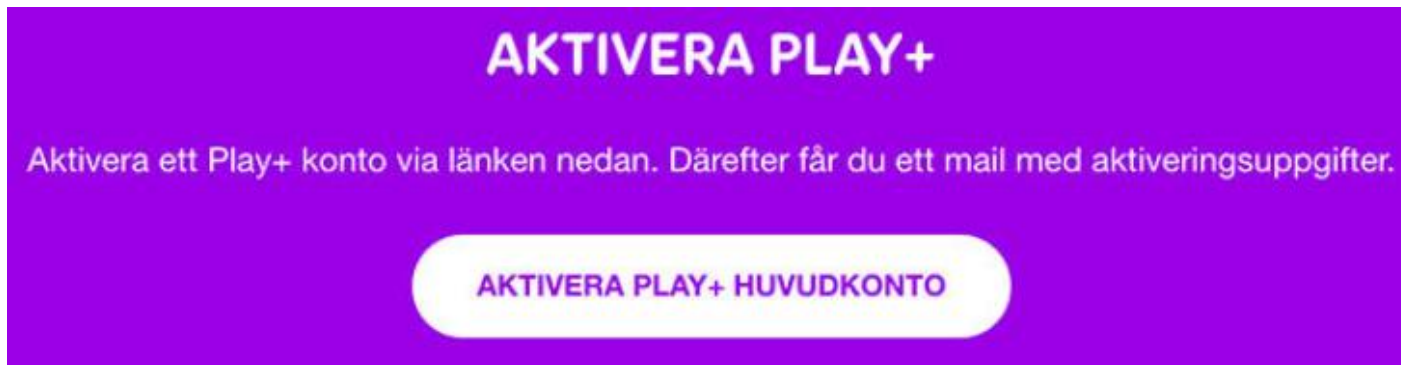 AKTIVERA PLAY+
Aktivera ett Play+ konto via länken nedan. Därefter får du ett mail med aktiveringsuppgifter.
AKTIVERA PLAY+ HUVUDKONTO